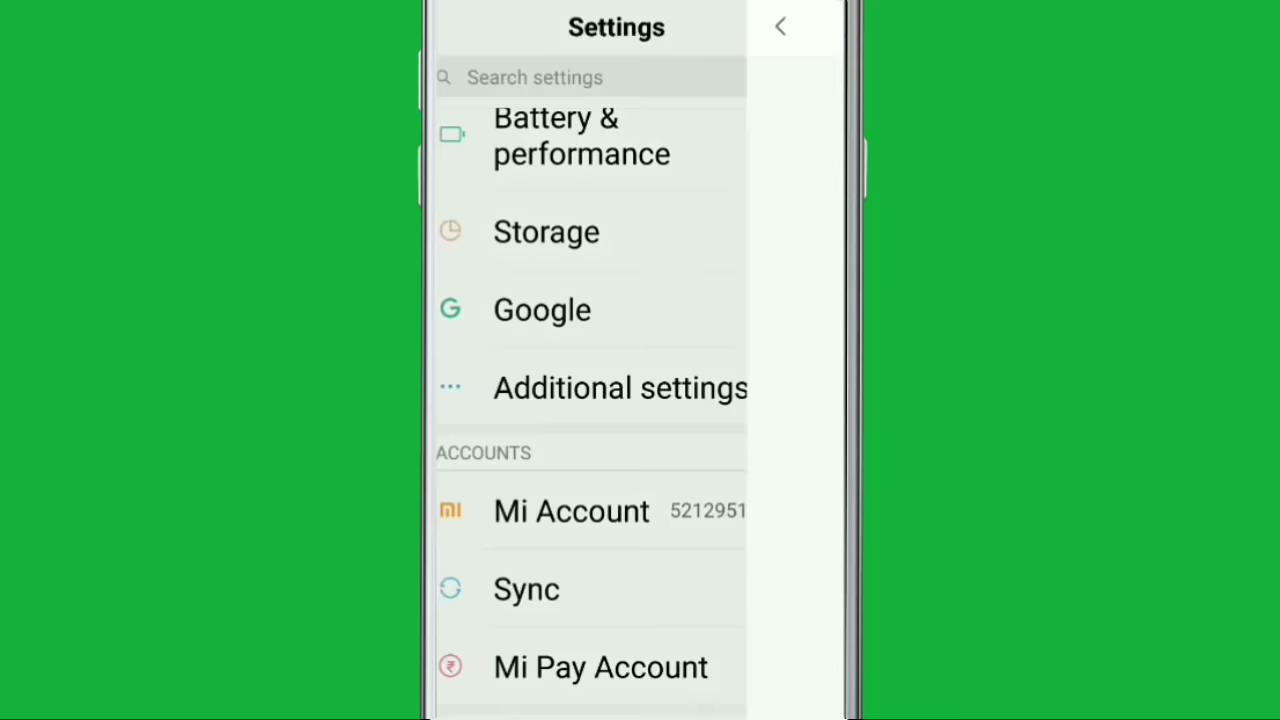 Settings
Search settings
Battery &
performance
Storage
Google
Additional settings
ACCOUNTS
Mi Account 5212951
Sync
Mi Pay Account